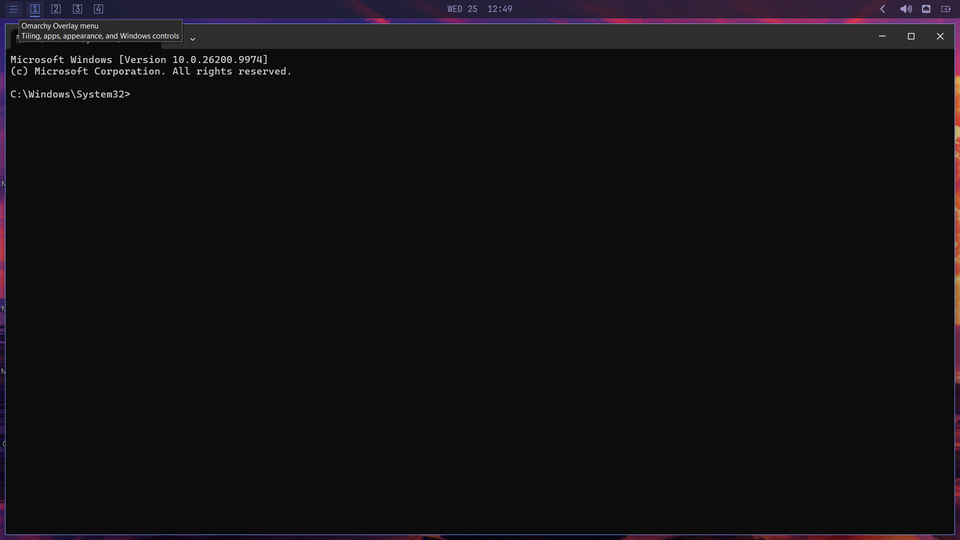 1 2 3 4 WED 25 12:49
Omarchy Overlay menu
Tiling, apps, appearance, and Windows controls
Microsoft Windows [Version 10.0.26200.9974]
(c) Microsoft Corporation. All rights reserved.
C:\Windows\System32>